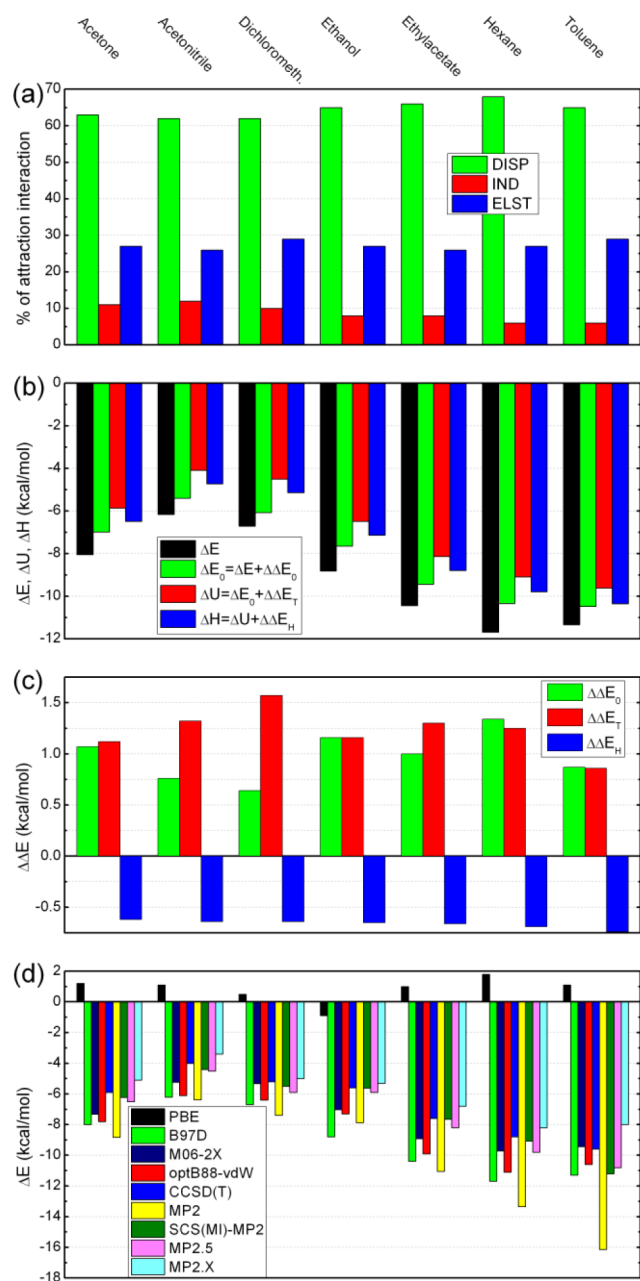 Acetone
Acetonitrile
Dichlorometh.
Ethanol
Ethylacetate
Hexane
Toluene
(a)
% of attraction interaction
70
60
50
40
30
20
10
0
DISP
IND
ELST
(b)
ΔE, ΔU, ΔH (kcal/mol)
0
-2
-4
-6
-8
-10
-12
ΔE
ΔE₀=ΔE+ΔΔE₀
ΔU=ΔE₀+ΔΔE_T
ΔH=ΔU+ΔΔE_H
(c)
ΔΔE (kcal/mol)
1.5
1.0
0.5
0.0
-0.5
ΔΔE₀
ΔΔE_T
ΔΔE_H
(d)
ΔE (kcal/mol)
2
0
-2
-4
-6
-8
-10
-12
-14
-16
-18
PBE
B97D
M06-2X
optB88-vdW
CCSD(T)
MP2
SCS(MI)-MP2
MP2.5
MP2.X